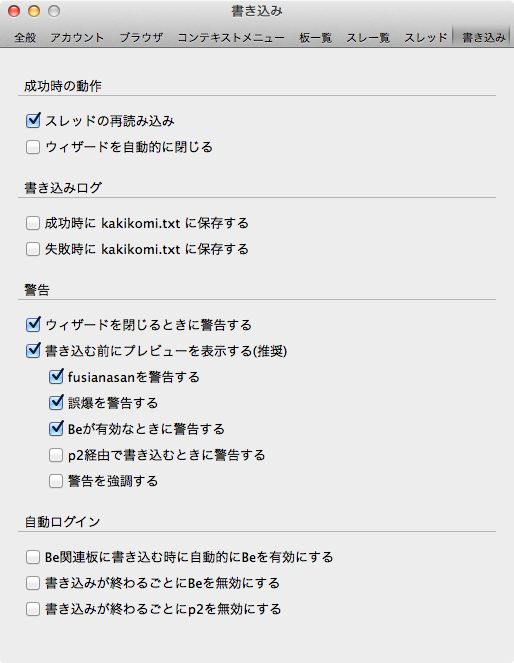 書き込み
全般 アカウント ブラウザ コンテキストメニュー 板一覧 スレ一覧 スレッド 書き込み
成功時の動作
スレッドの再読み込み
ウィザードを自動的に閉じる
書き込みログ
成功時に kakikomi.txt に保存する
失敗時に kakikomi.txt に保存する
警告
ウィザードを閉じるときに警告する
書き込む前にプレビューを表示する(推奨)
fusianasanを警告する
誤爆を警告する
Beが有効なときに警告する
p2経由で書き込むときに警告する
警告を強調する
自動ログイン
Be関連板に書き込む時に自動的にBeを有効にする
書き込みが終わるごとにBeを無効にする
書き込みが終わるごとにp2を無効にする